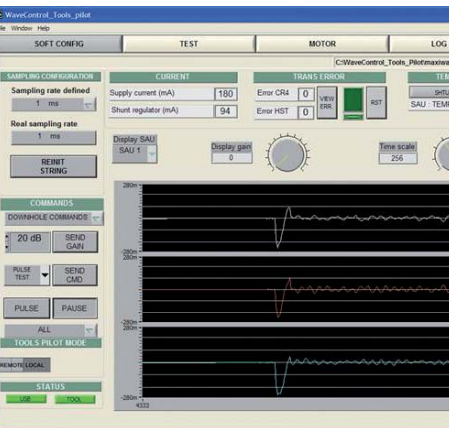 WaveControl_Tools_pilot
le Window Help
SOFT CONFIG TEST MOTOR LOG
C:\WaveControl_Tools_Pilot\maxiwa
SAMPLING CONFIGURATION
Sampling rate defined
1 ms
Real sampling rate
1 ms
REINIT
STRING
CURRENT
Supply current (mA) 180
Shunt regulator (mA) 94
TRANS ERROR
Error CR4 0
Error HST 0
VIEW
ERR.
RST
TEM
SHTU
SAU : TEMP
Display SAU
SAU 1
Display gain
0
Time scale
256
COMMANDS
DOWNHOLE COMMANDS
20 dB
SEND
GAIN
PULSE
TEST
SEND
CMD
PULSE PAUSE
ALL
TOOLS PILOT MODE
REMOTE LOCAL
STATUS
USB TOOL
280m
-280m
280m
-280m
280m
-280m
4333